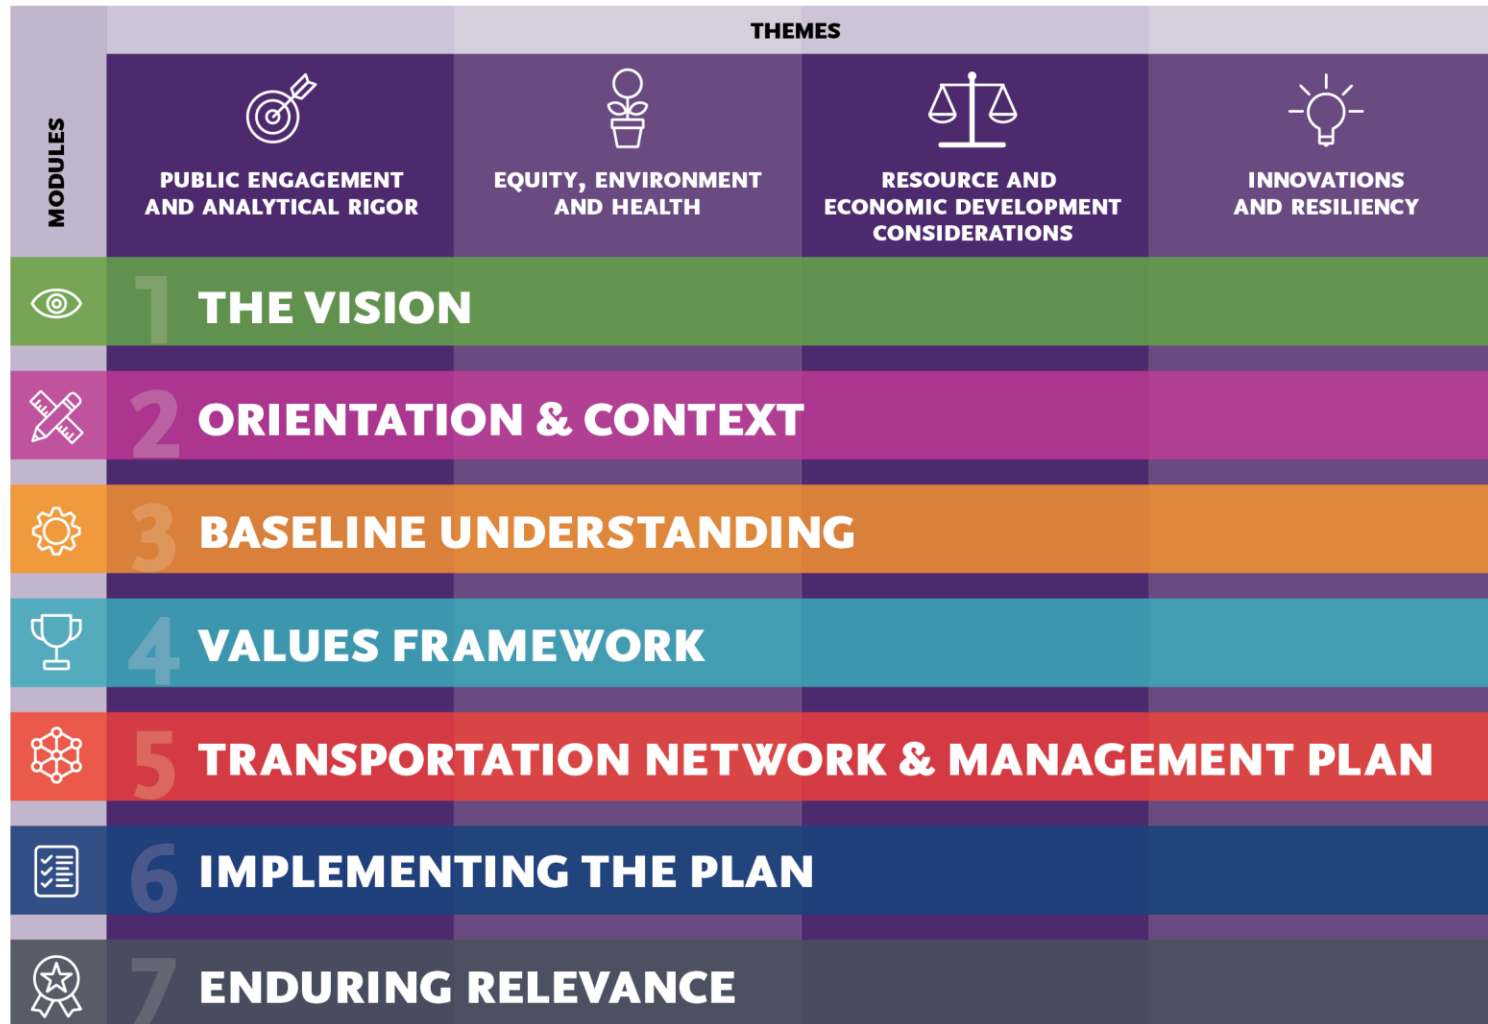 THEMES
MODULES
PUBLIC ENGAGEMENT
AND ANALYTICAL RIGOR
EQUITY, ENVIRONMENT
AND HEALTH
RESOURCE AND
ECONOMIC DEVELOPMENT
CONSIDERATIONS
INNOVATIONS
AND RESILIENCY
1 THE VISION
2 ORIENTATION & CONTEXT
3 BASELINE UNDERSTANDING
4 VALUES FRAMEWORK
5 TRANSPORTATION NETWORK & MANAGEMENT PLAN
6 IMPLEMENTING THE PLAN
7 ENDURING RELEVANCE